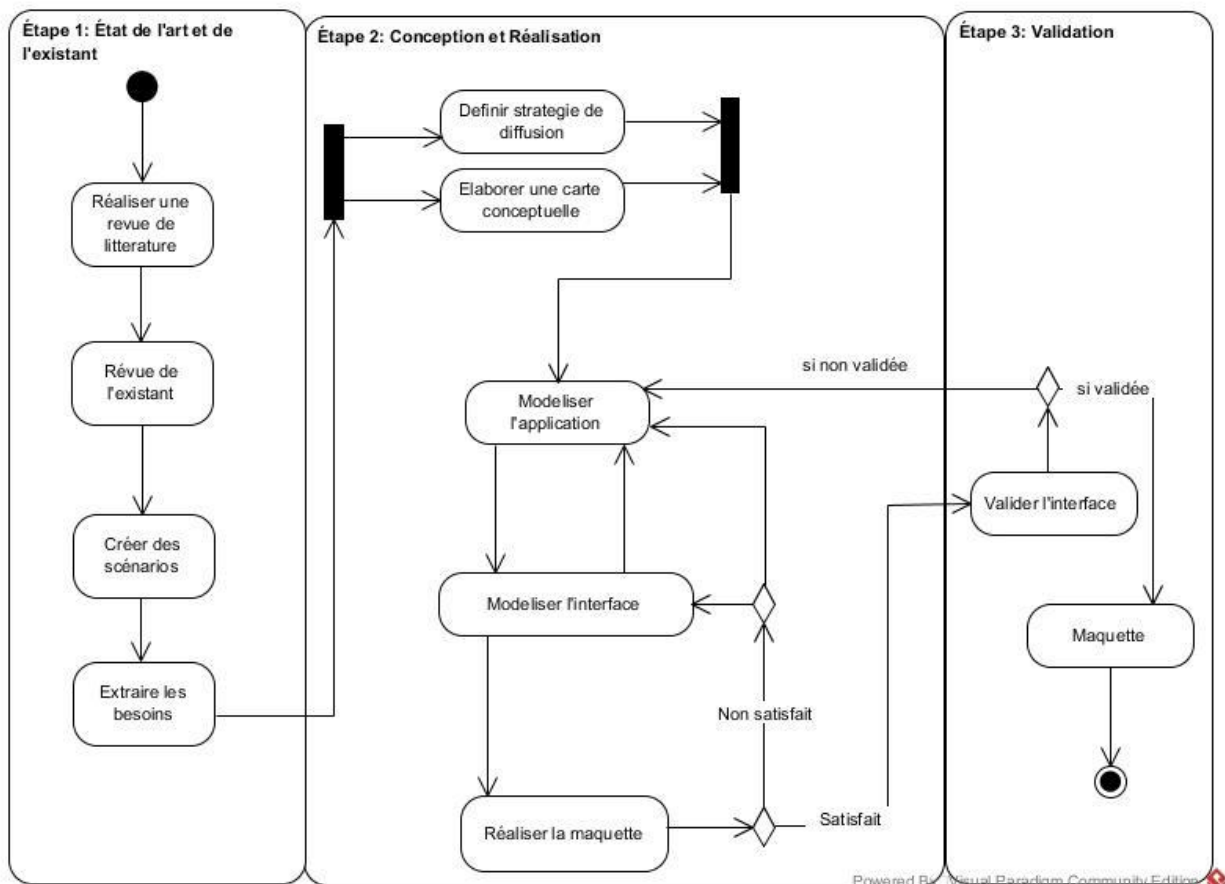 Étape 1: État de l'art et de
l'existant
Réaliser une
revue de
litterature
Révue de
l'existant
Créer des
scénarios
Extraire les
besoins
Étape 2: Conception et Réalisation
Definir strategie de
diffusion
Elaborer une carte
conceptuelle
Modeliser
l'application
Modeliser l'interface
Non satisfait
Réaliser la maquette
Satisfait
Étape 3: Validation
si non validée
si validée
Valider l'interface
Maquette
Powered By Visual Paradigm Community Edition